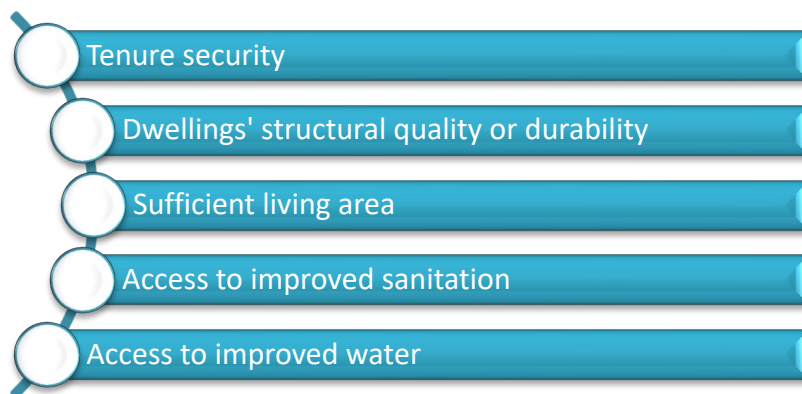 Tenure security
Dwellings' structural quality or durability
Sufficient living area
Access to improved sanitation
Access to improved water